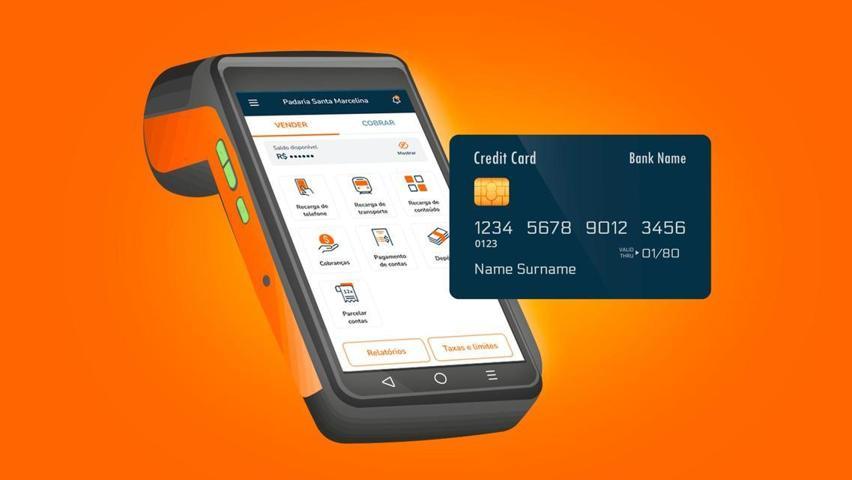 Padaria Santa Marcelina
VENDER
COBRAR
Saldo disponível
R$ ••••••
Mostrar
Recarga de
telefone
Recarga de
transporte
Recarga de
conteúdo
Cobranças
Pagamento
de contas
12x
Parcelar
contas
Relatórios
Taxas e limites
Credit Card
Bank Name
1234 5678 9012 3456
0123
VALID
THRU
01/80
Name Surname